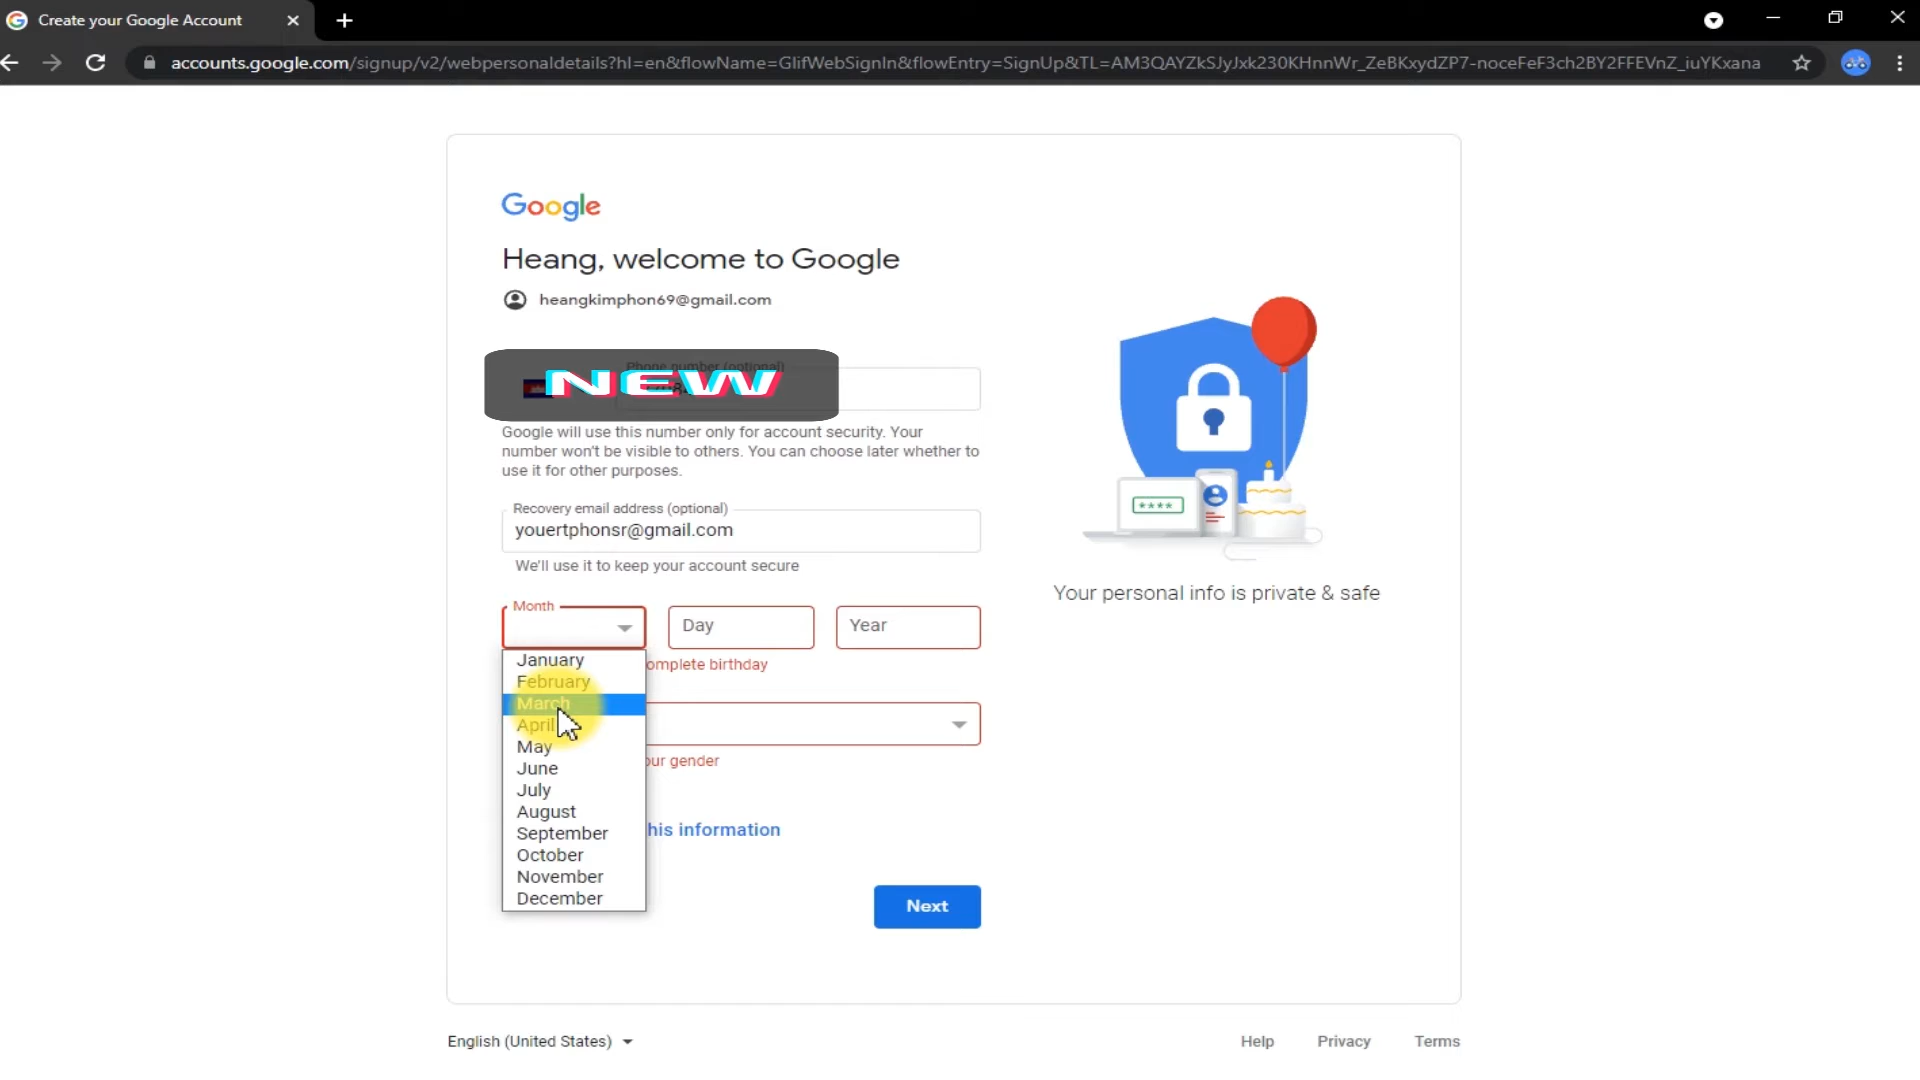 Create your Google Account
accounts.google.com/signup/v2/webpersonaldetails?hl=en&flowName=GlifWebSignIn&flowEntry=SignUp&TL=AM3QAYZkSJyJxk230KHnnWr_ZeBKxydZP7-noceFeF3ch2BY2FFEVnZ_iuYKxana
Google
Heang, welcome to Google
heangkimphon69@gmail.com
Phone number (optional)
NEW
Google will use this number only for account security. Your
number won't be visible to others. You can choose later whether to
use it for other purposes.
Recovery email address (optional)
youertphonsr@gmail.com
We'll use it to keep your account secure
Month
Day
Year
January
omplete birthday
February
March
April
May
our gender
June
July
August
his information
September
October
November
December
Next
****
Your personal info is private & safe
English (United States)
Help
Privacy
Terms